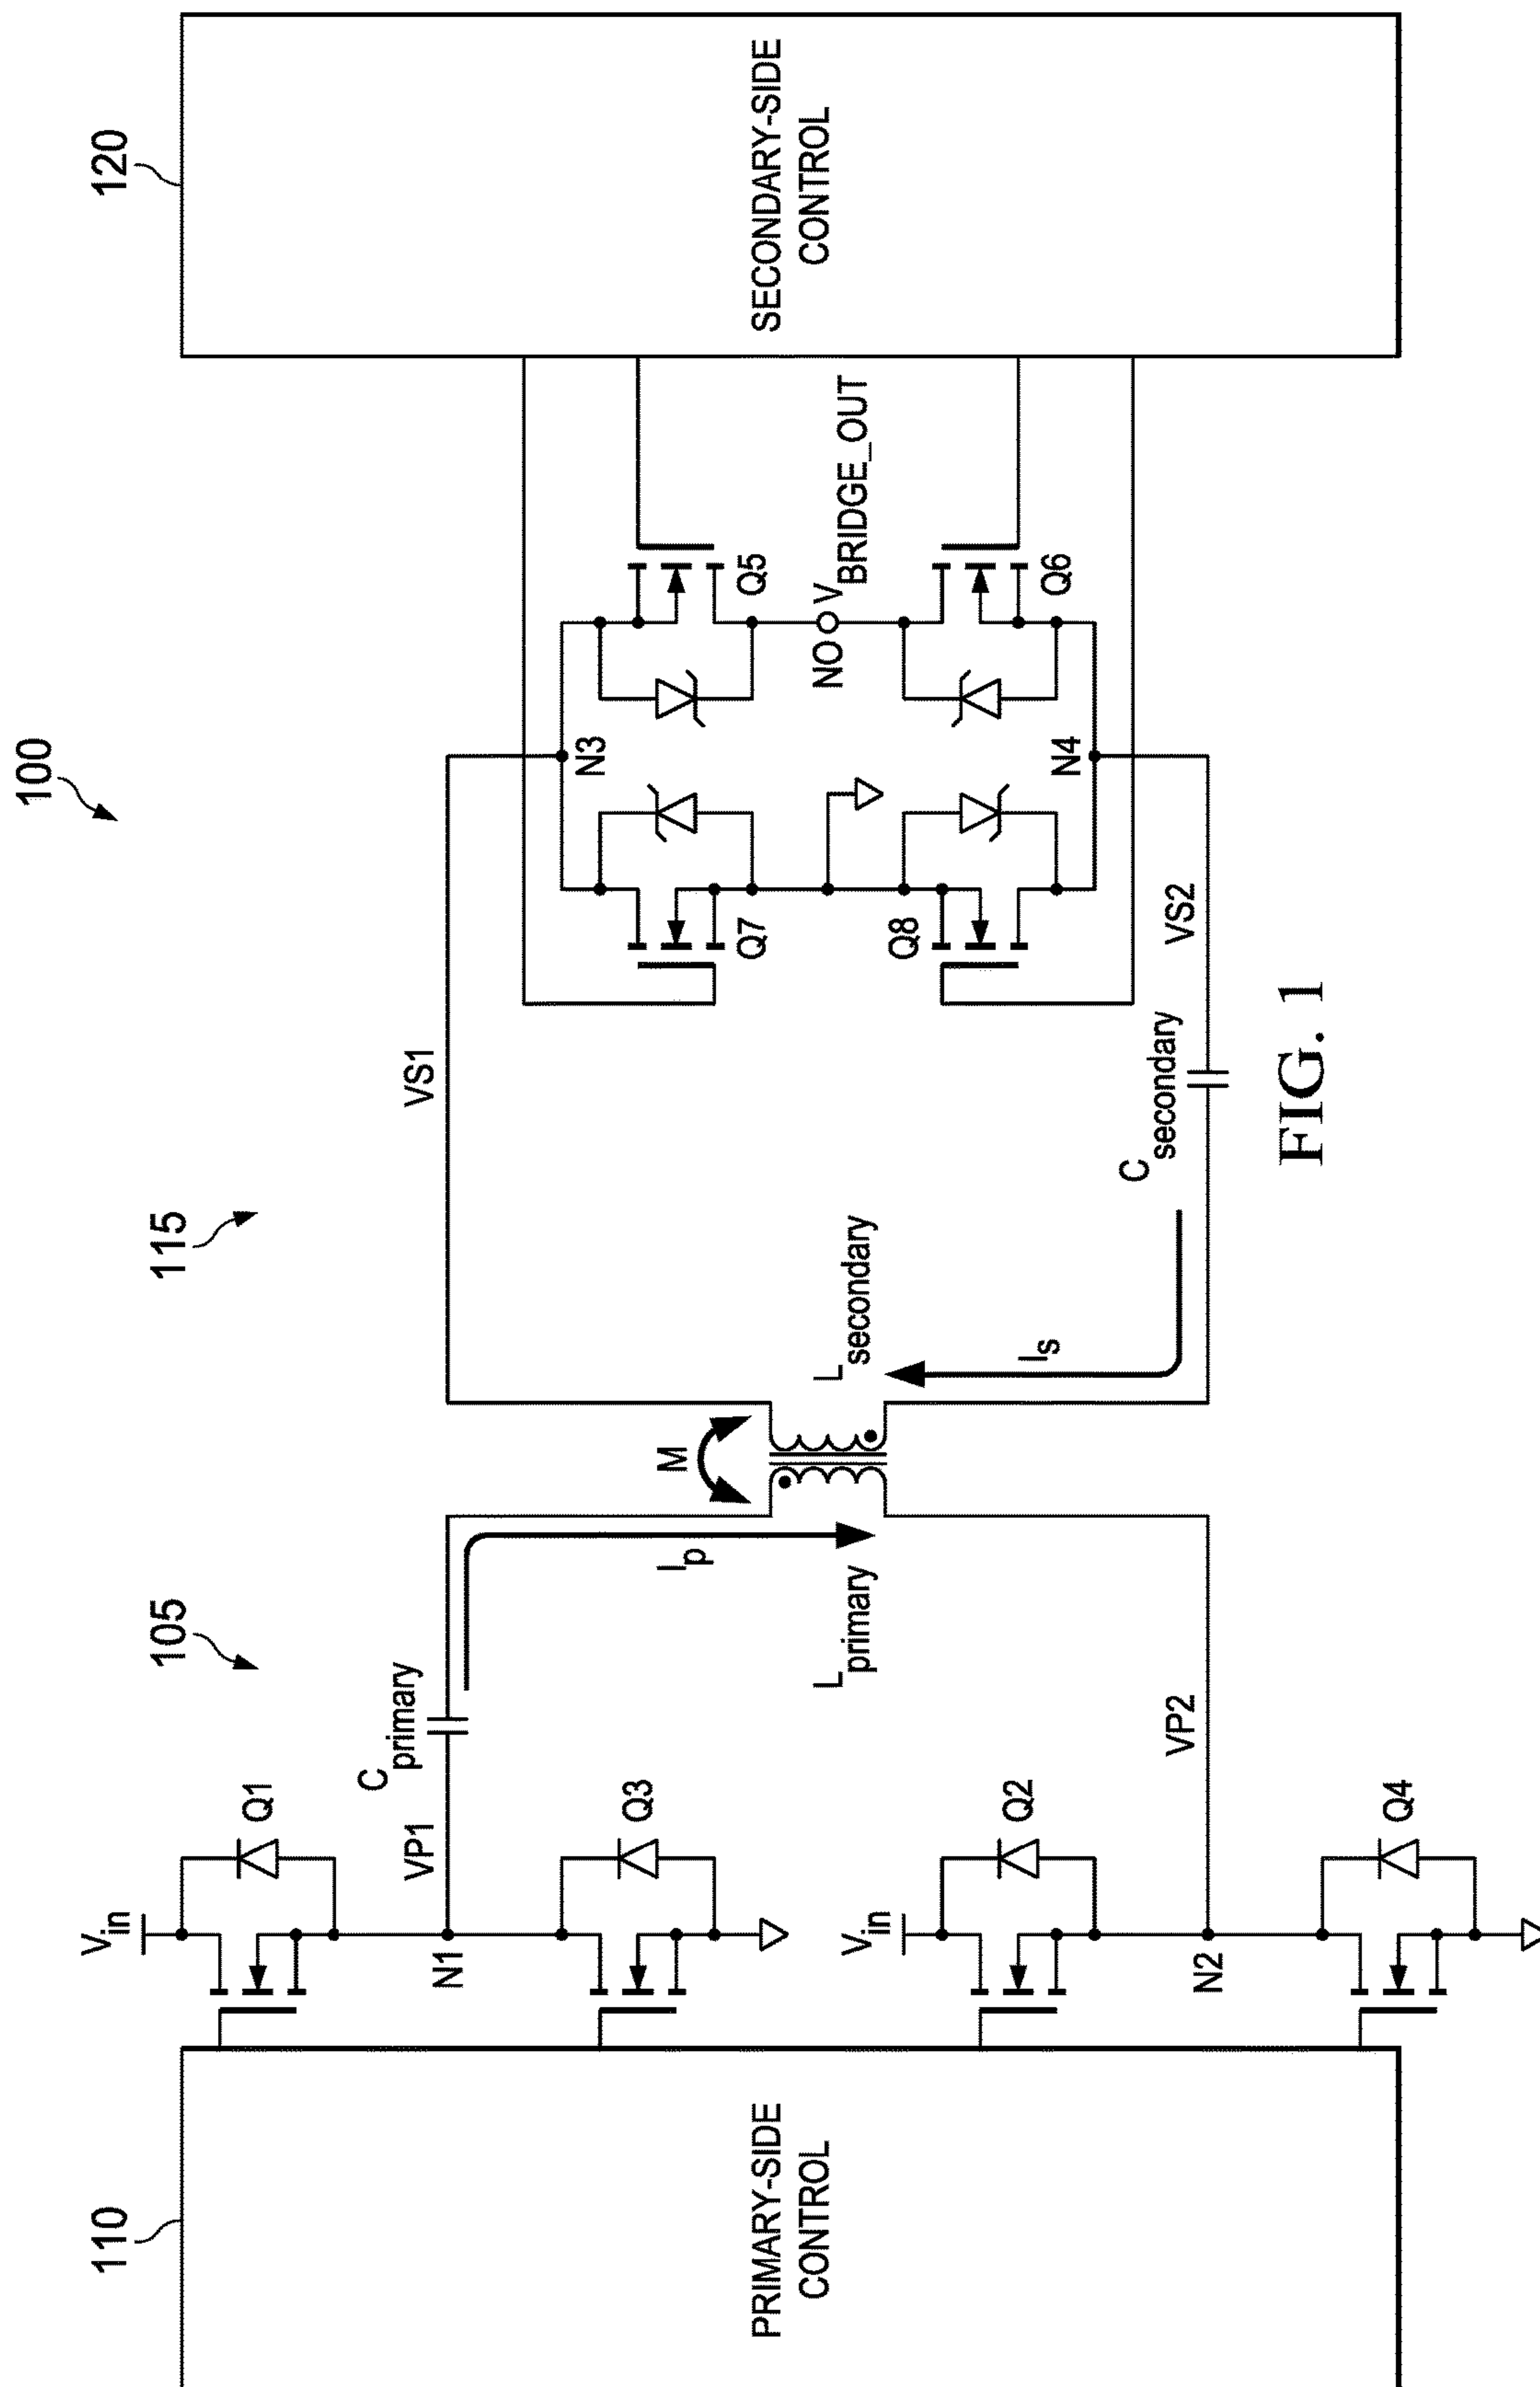 100
105
115
110
120
PRIMARY-SIDE
CONTROL
SECONDARY-SIDE
CONTROL
Vin
Q1
N1
VP1
Cprimary
Q3
Vin
Q2
N2
VP2
Q4
Ip
Lprimary
M
Lsecondary
Is
Csecondary
VS1
VS2
N3
N4
Q7
Q8
Q5
Q6
NO
VBRIDGE_OUT
FIG. 1